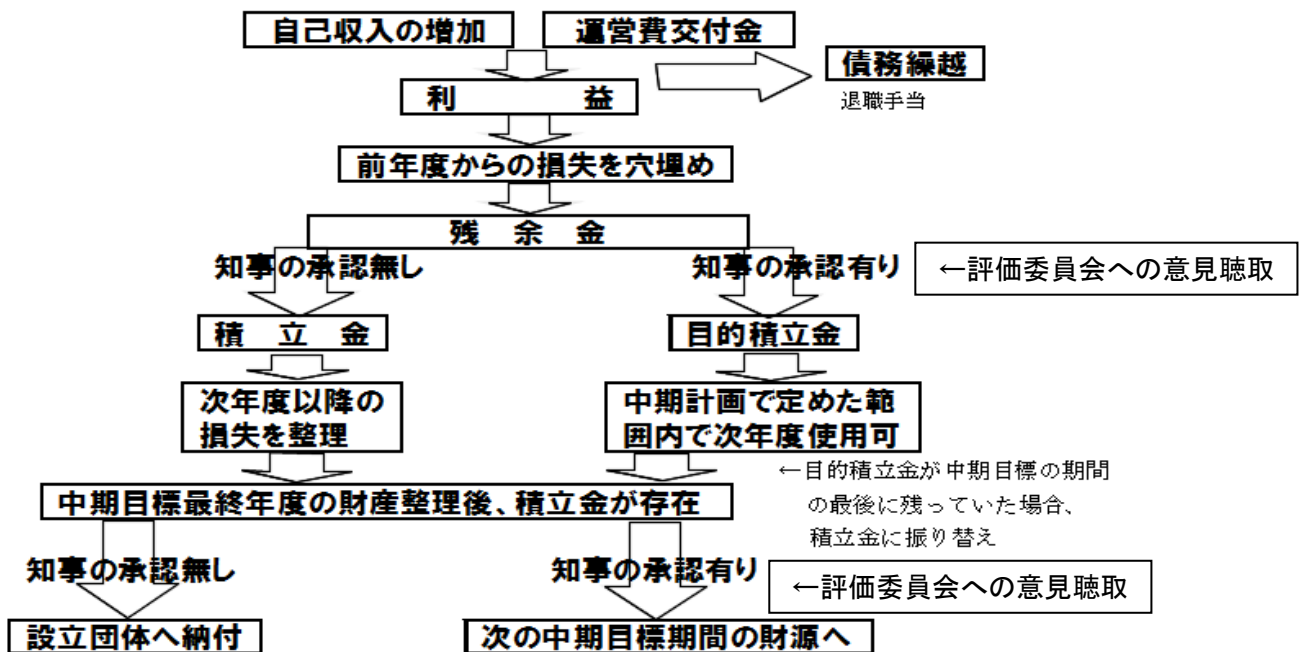 自己収入の増加
運営費交付金
債務繰越
退職手当
利 益
前年度からの損失を穴埋め
残 余 金
知事の承認無し
知事の承認有り
←評価委員会への意見聴取
積 立 金
目的積立金
次年度以降の
損失を整理
中期計画で定めた範
囲内で次年度使用可
←目的積立金が中期目標の期間
の最後に残っていた場合、
積立金に振り替え
中期目標最終年度の財産整理後、積立金が存在
知事の承認無し
知事の承認有り
←評価委員会への意見聴取
設立団体へ納付
次の中期目標期間の財源へ